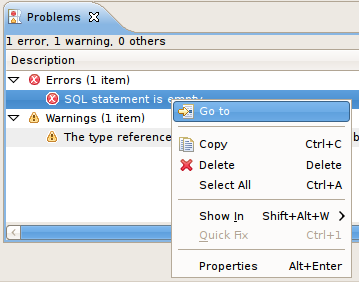 Problems
1 error, 1 warning, 0 others
Description
Errors (1 item)
SQL statement is empty
Go to
Warnings (1 item)
The type reference
Copy Ctrl+C
Delete Delete
Select All Ctrl+A
Show In Shift+Alt+W
Quick Fix Ctrl+1
Properties Alt+Enter